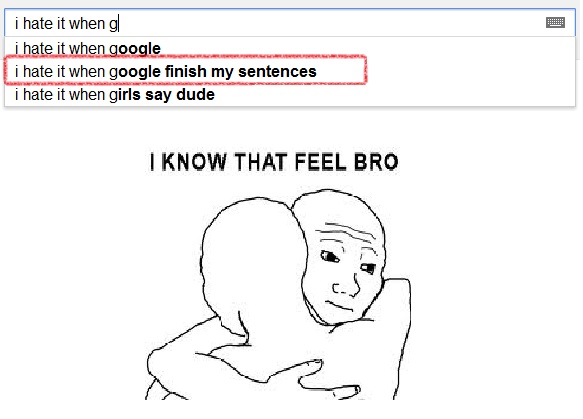 i hate it when g
i hate it when google
i hate it when google finish my sentences
i hate it when girls say dude
I KNOW THAT FEEL BRO